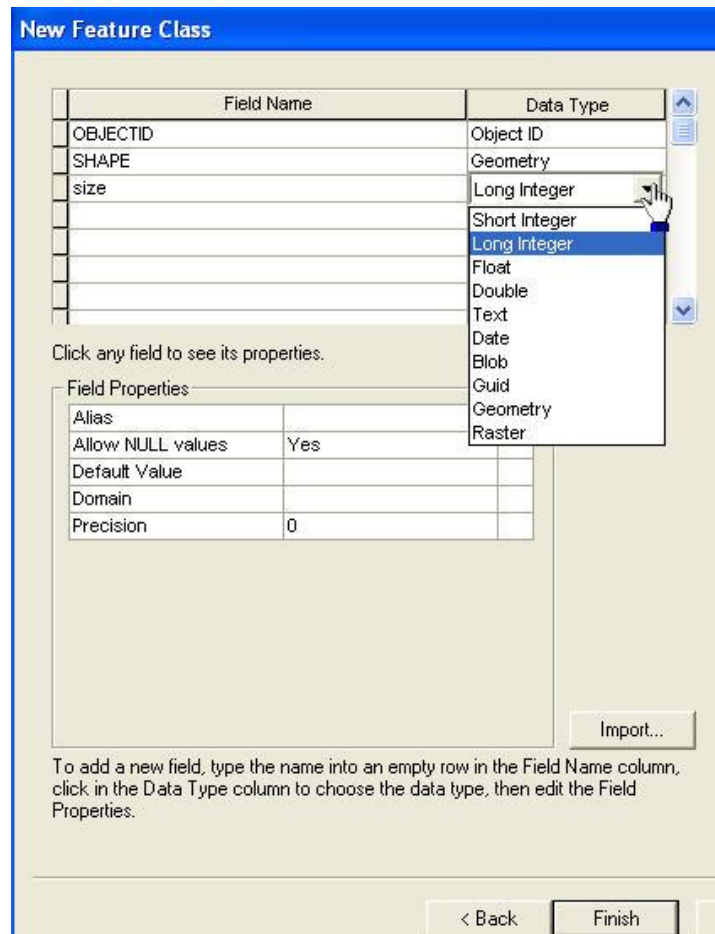 New Feature Class
Field Name Data Type
OBJECTID Object ID
SHAPE Geometry
size Long Integer
Short Integer
Long Integer
Float
Double
Text
Date
Blob
Guid
Geometry
Raster
Click any field to see its properties.
Field Properties
Alias
Allow NULL values Yes
Default Value
Domain
Precision 0
Import...
To add a new field, type the name into an empty row in the Field Name column,
click in the Data Type column to choose the data type, then edit the Field
Properties.
< Back Finish